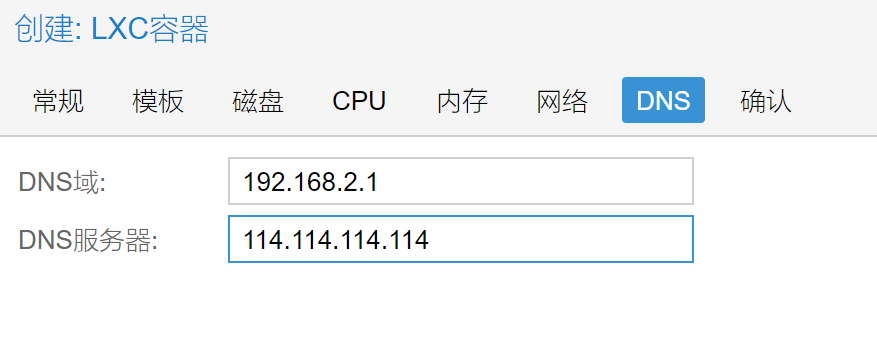 创建: LXC容器
常规 模板 磁盘 CPU 内存 网络 DNS 确认
DNS域: 192.168.2.1
DNS服务器: 114.114.114.114